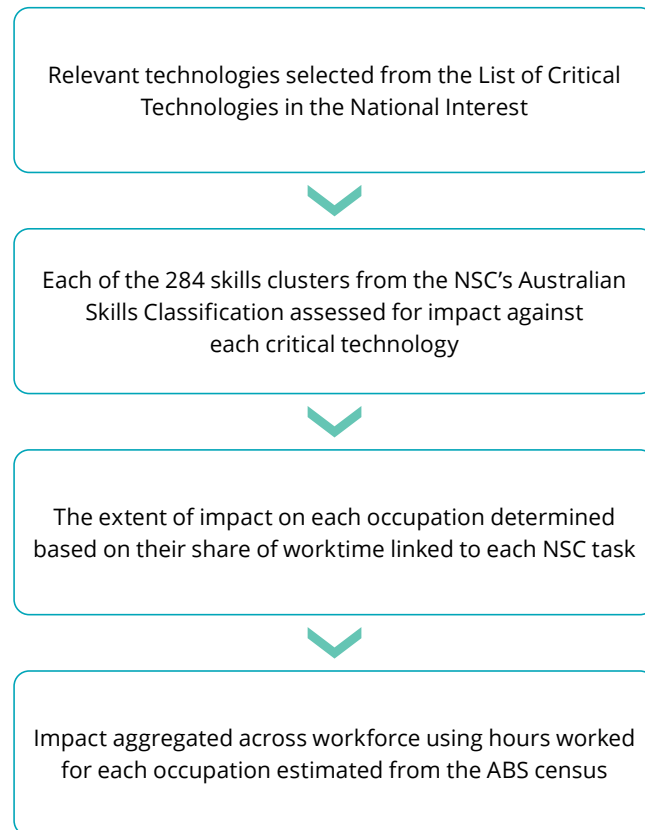 Relevant technologies selected from the List of Critical
Technologies in the National Interest
Each of the 284 skills clusters from the NSC’s Australian
Skills Classification assessed for impact against
each critical technology
The extent of impact on each occupation determined
based on their share of worktime linked to each NSC task
Impact aggregated across workforce using hours worked
for each occupation estimated from the ABS census